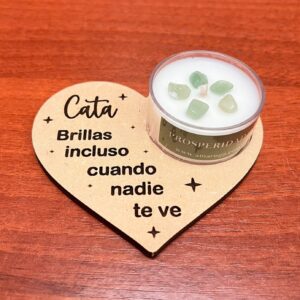 Cata
Brillas
incluso
cuando
nadie
te ve
PROSPERIDAD